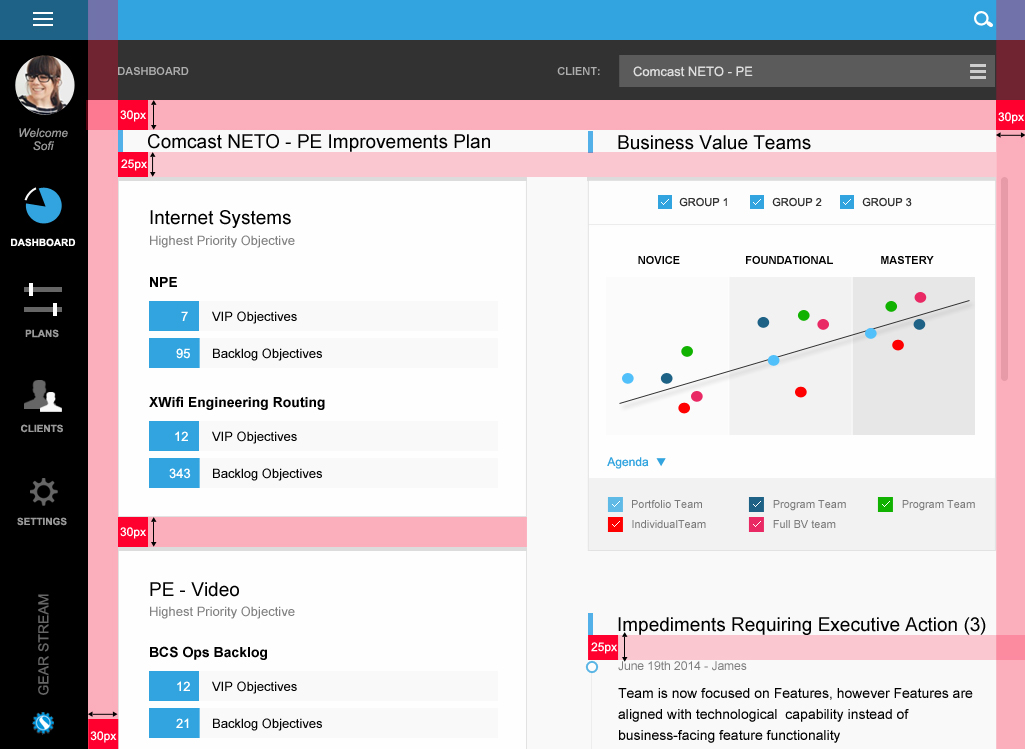 DASHBOARD
CLIENT:
Comcast NETO - PE
Welcome
Sofi
DASHBOARD
PLANS
CLIENTS
SETTINGS
GEAR STREAM
30px
30px
Comcast NETO - PE Improvements Plan
25px
Internet Systems
Highest Priority Objective
NPE
7 VIP Objectives
95 Backlog Objectives
XWifi Engineering Routing
12 VIP Objectives
343 Backlog Objectives
30px
PE - Video
Highest Priority Objective
BCS Ops Backlog
12 VIP Objectives
21 Backlog Objectives
30px
Business Value Teams
GROUP 1 GROUP 2 GROUP 3
NOVICE FOUNDATIONAL MASTERY
Agenda
Portfolio Team Program Team Program Team
IndividualTeam Full BV team
Impediments Requiring Executive Action (3)
25px
June 19th 2014 - James
Team is now focused on Features, however Features are
aligned with technological capability instead of
business-facing feature functionality